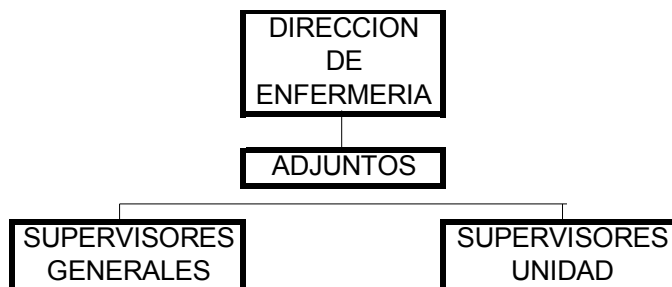 DIRECCION
DE
ENFERMERIA
ADJUNTOS
SUPERVISORES
GENERALES
SUPERVISORES
UNIDAD